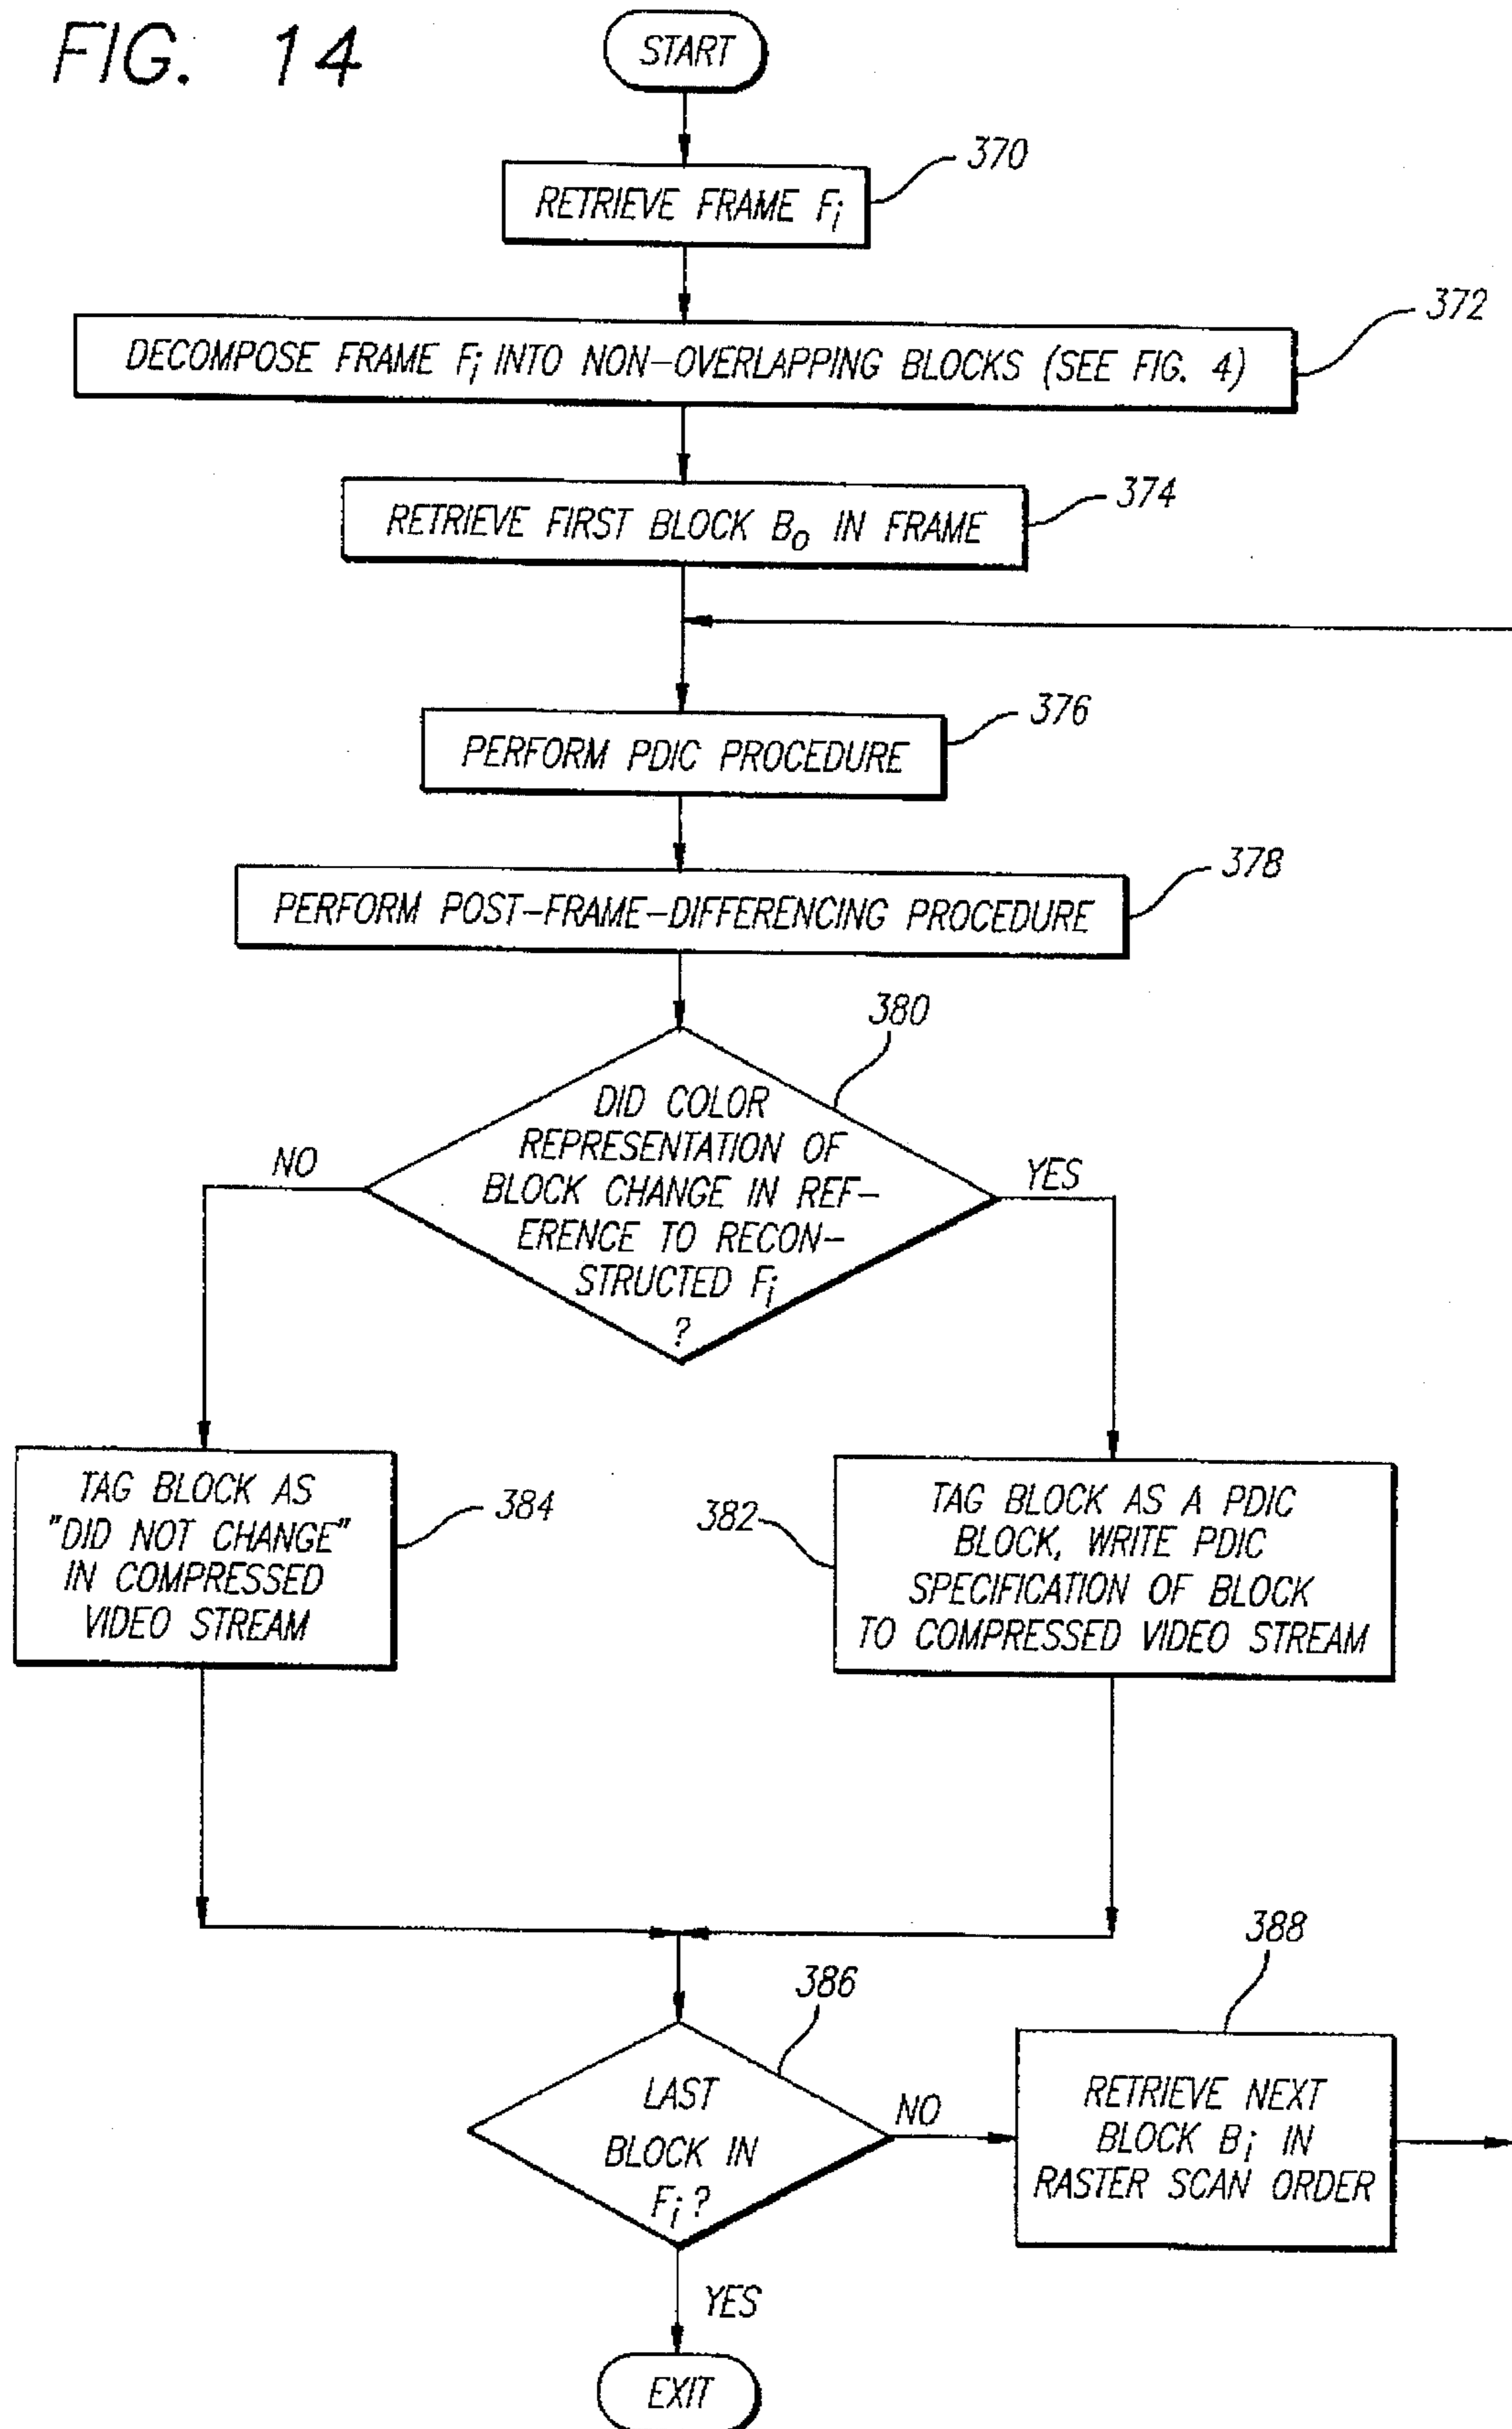 FIG. 14
START
370
RETRIEVE FRAME Fi
372
DECOMPOSE FRAME Fi INTO NON-OVERLAPPING BLOCKS (SEE FIG. 4)
374
RETRIEVE FIRST BLOCK B0 IN FRAME
376
PERFORM PDIC PROCEDURE
378
PERFORM POST-FRAME-DIFFERENCING PROCEDURE
380
DID COLOR
REPRESENTATION OF
BLOCK CHANGE IN REF-
ERENCE TO RECON-
STRUCTED Fi
?
NO
YES
TAG BLOCK AS
"DID NOT CHANGE"
IN COMPRESSED
VIDEO STREAM
384
382
TAG BLOCK AS A PDIC
BLOCK, WRITE PDIC
SPECIFICATION OF BLOCK
TO COMPRESSED VIDEO STREAM
386
388
LAST
BLOCK IN
Fi?
NO
RETRIEVE NEXT
BLOCK Bi IN
RASTER SCAN ORDER
YES
EXIT